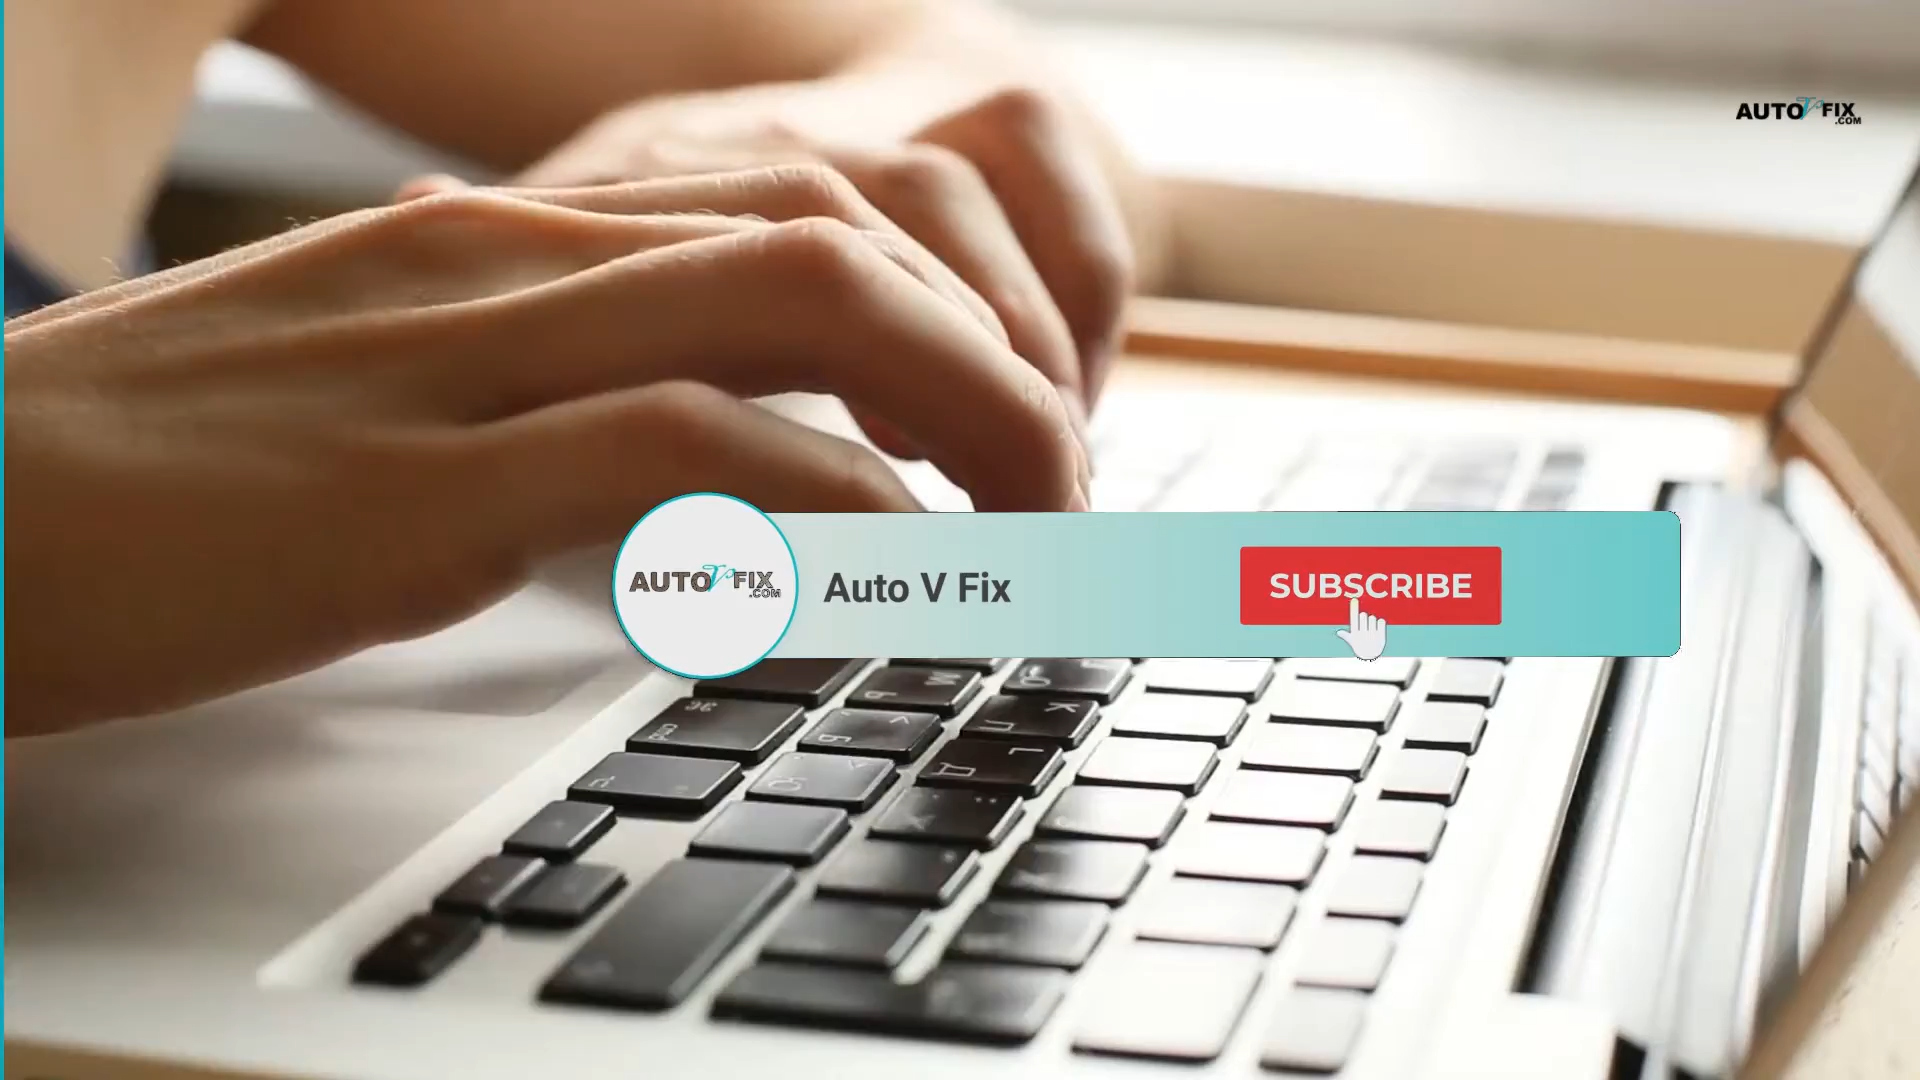 AUTO V FIX
.COM
AUTO V FIX
.COM
Auto V Fix
SUBSCRIBE
M
Ь
K
Л
<
Б
L
Д
>
Ю
Ж